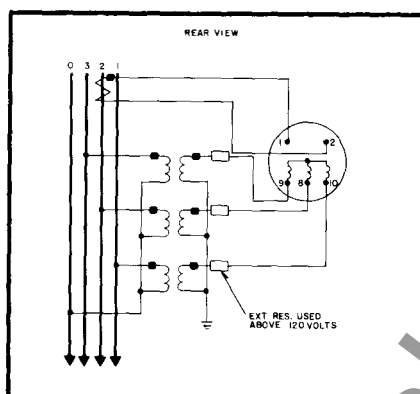 REAR VIEW
0 3 2 1
1 2
9 8 10
EXT RES. USED
ABOVE 120 VOLTS